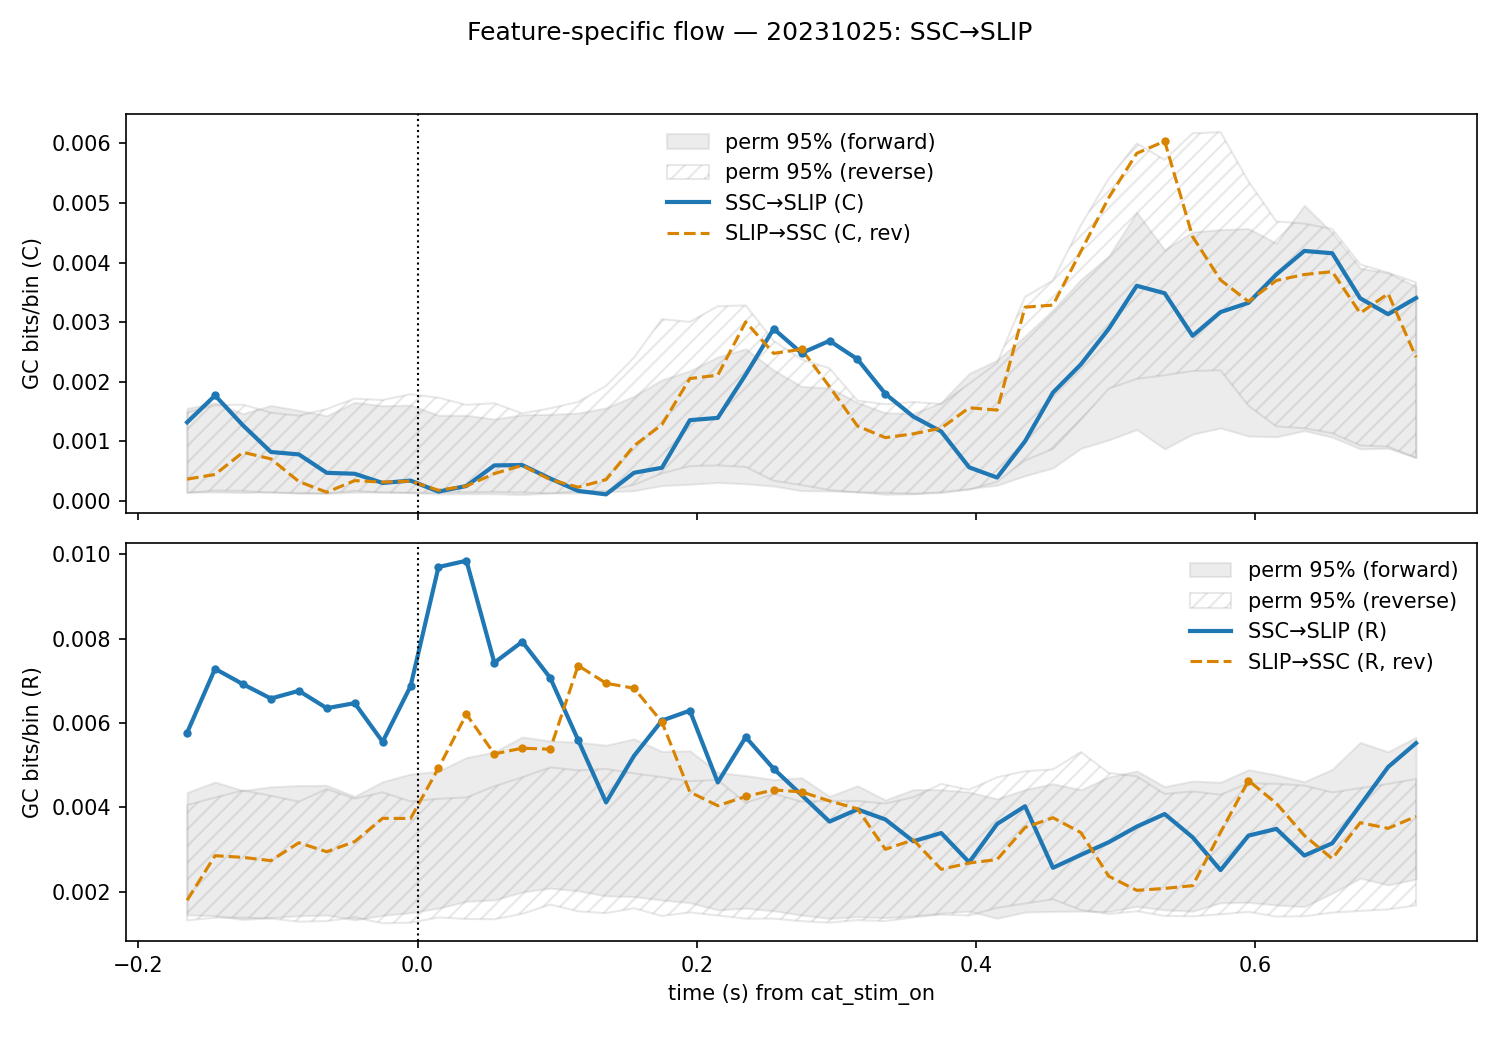 Feature-specific flow — 20231025: SSC→SLIP
GC bits/bin (C)
0.006
0.005
0.004
0.003
0.002
0.001
0.000
perm 95% (forward)
perm 95% (reverse)
SSC→SLIP (C)
SLIP→SSC (C, rev)
GC bits/bin (R)
0.010
0.008
0.006
0.004
0.002
perm 95% (forward)
perm 95% (reverse)
SSC→SLIP (R)
SLIP→SSC (R, rev)
−0.2 0.0 0.2 0.4 0.6
time (s) from cat_stim_on